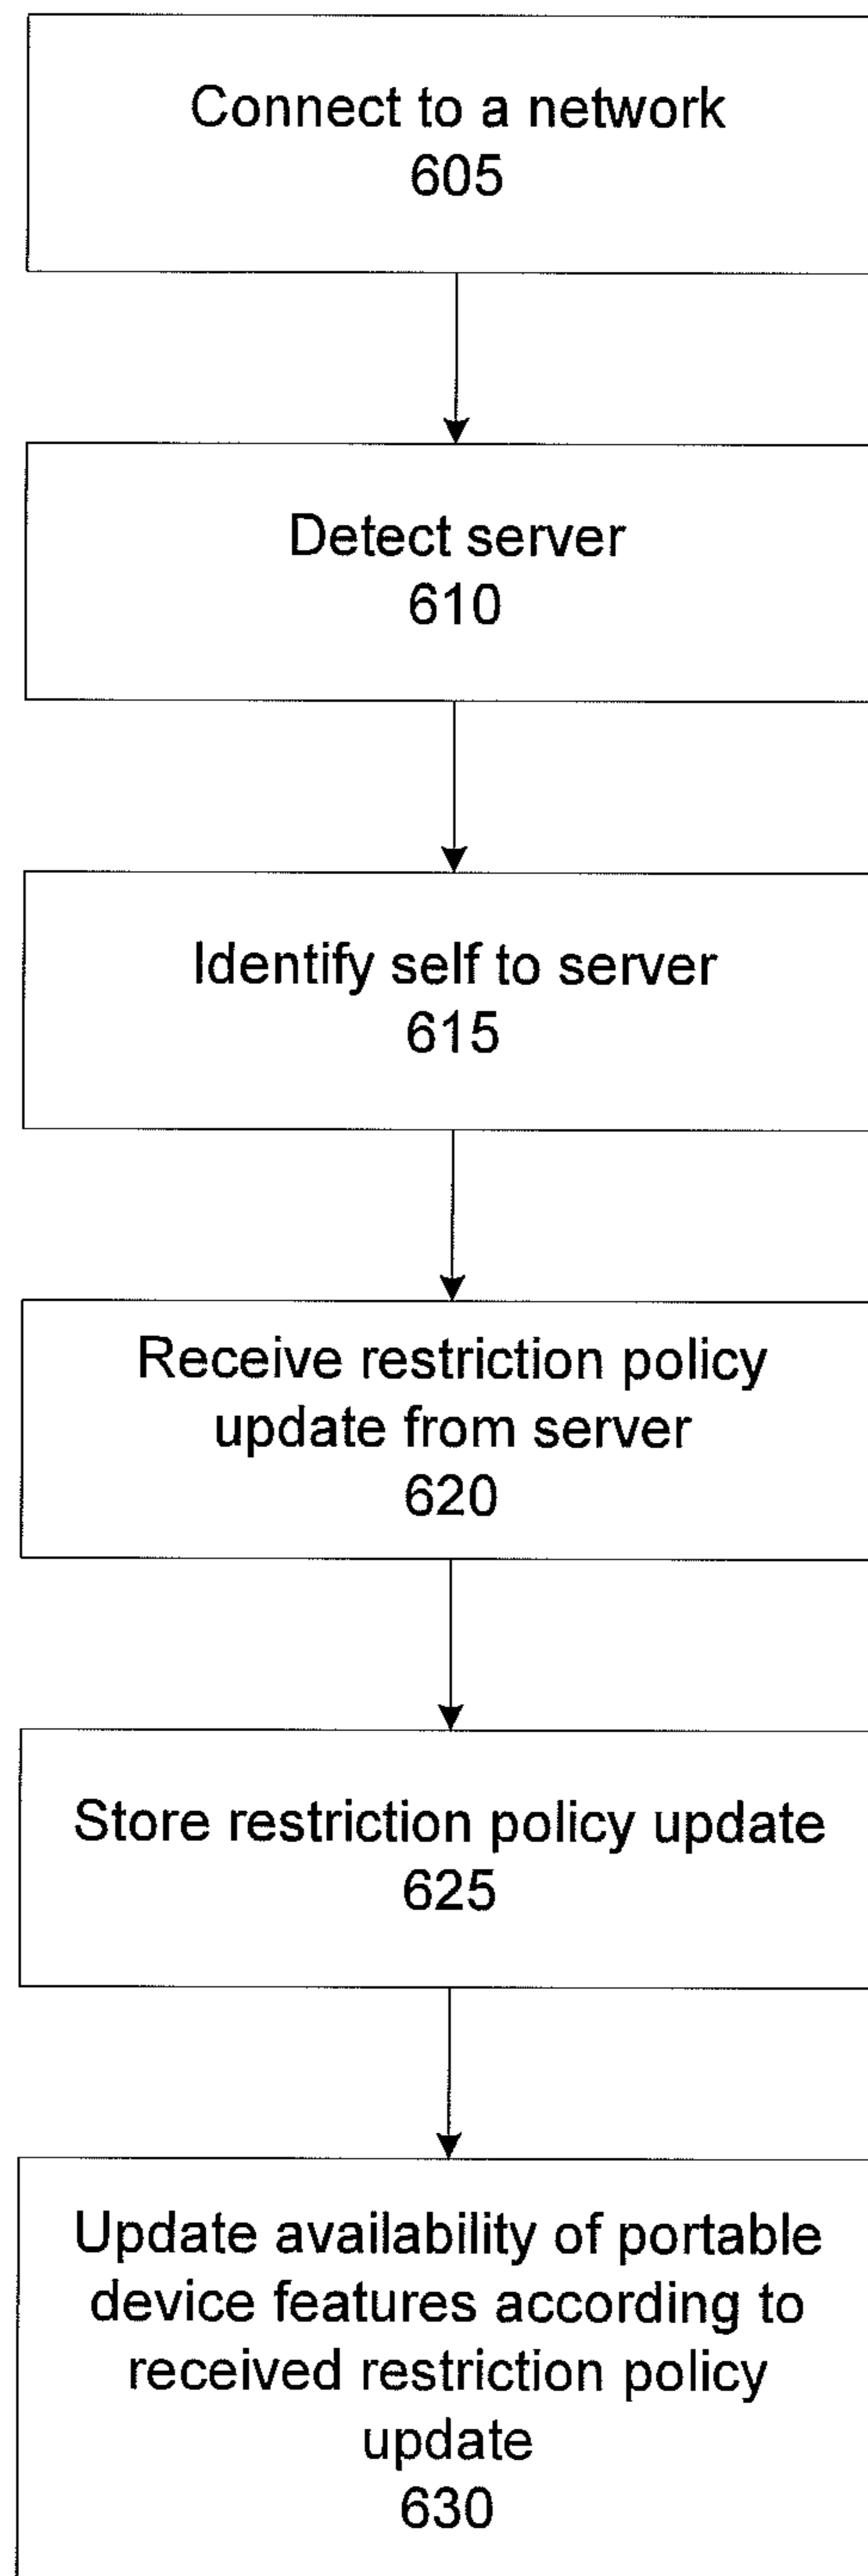 Connect to a network
605
Detect server
610
Identify self to server
615
Receive restriction policy
update from server
620
Store restriction policy update
625
Update availability of portable
device features according to
received restriction policy
update
630